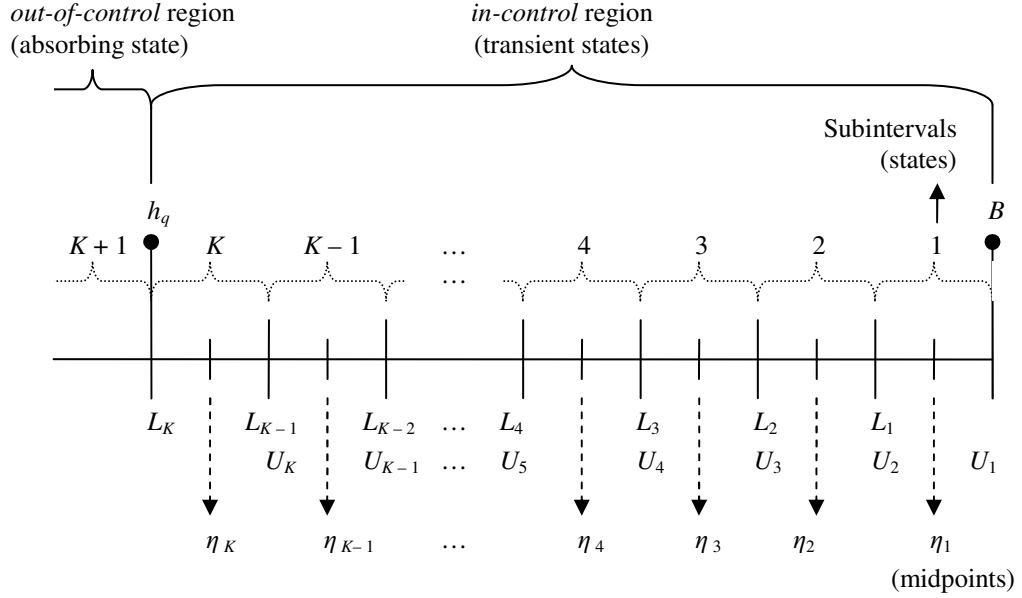 out-of-control region
(absorbing state)
in-control region
(transient states)
Subintervals
(states)
h_q
B
K + 1 K K – 1 … 4 3 2 1
…
L_K L_{K – 1} L_{K – 2} … L_4 L_3 L_2 L_1
U_K U_{K – 1} … U_5 U_4 U_3 U_2 U_1
η_K η_{K – 1} … η_4 η_3 η_2 η_1
(midpoints)